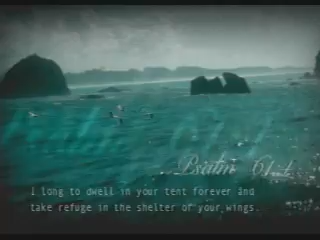 Psalm 61:4
I long to dwell in your tent forever and
take refuge in the shelter of your wings.